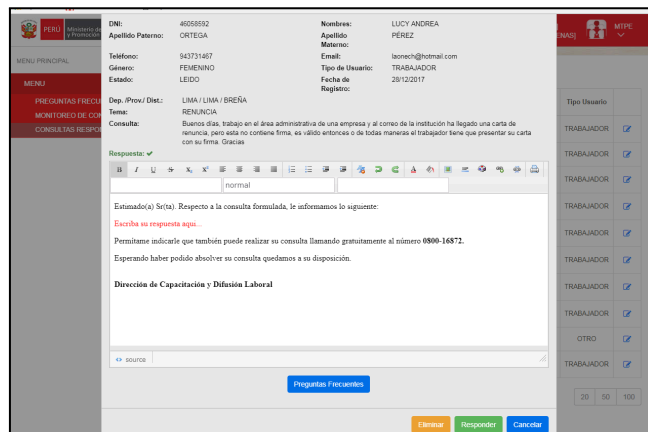 DNI: 46058592 Nombres: LUCY ANDREA
Apellido Paterno: ORTEGA Apellido Materno: PÉREZ
Teléfono: 943731467 Email: laonech@hotmail.com
Género: FEMENINO Tipo de Usuario: TRABAJADOR
Estado: LEIDO Fecha de Registro: 28/12/2017
Dep. /Prov./ Dist.: LIMA / LIMA / BREÑA
Tema: RENUNCIA
Consulta: Buenos días, trabajo en el área administrativa de una empresa y al correo de la institución ha llegado una carta de
renuncia, pero esta no contiene firma, es válido entonces o de todas maneras el trabajador tiene que presentar su carta
con su firma. Gracias
Respuesta:
normal
Estimado(a) Sr(ta). Respecto a la consulta formulada, le informamos lo siguiente:
Escriba su respuesta aqui...
Permítame indicarle que también puede realizar su consulta llamando gratuitamente al número 0800-16872.
Esperando haber podido absolver su consulta quedamos a su disposición.
Dirección de Capacitación y Difusión Laboral
source
Preguntas Frecuentes
Eliminar Responder Cancelar
PERÚ Ministerio de
y Promoción
MENU PRINCIPAL
MENU
PREGUNTAS FRECU
MONITOREO DE CON
CONSULTAS RESPO
ENAS]
MTPE
Tipo Usuario
TRABAJADOR
TRABAJADOR
TRABAJADOR
TRABAJADOR
TRABAJADOR
TRABAJADOR
TRABAJADOR
TRABAJADOR
OTRO
TRABAJADOR
20 50 100